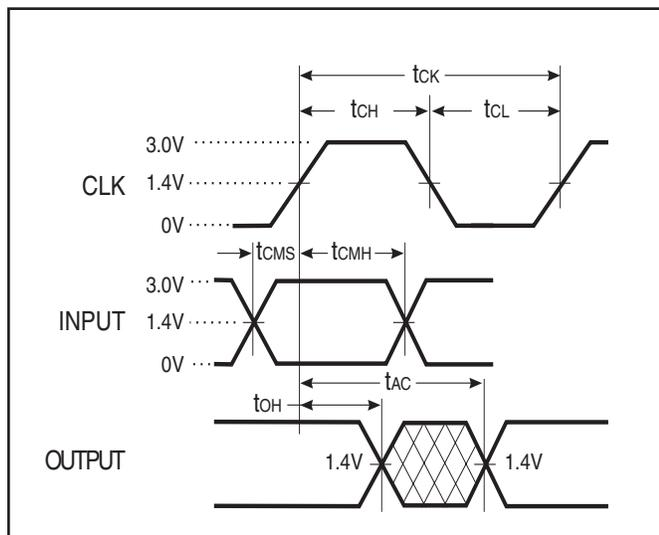 tCK
tCH tCL
3.0V
CLK 1.4V
0V
tCMS tCMH
3.0V
INPUT 1.4V
0V
tAC
tOH
OUTPUT 1.4V 1.4V